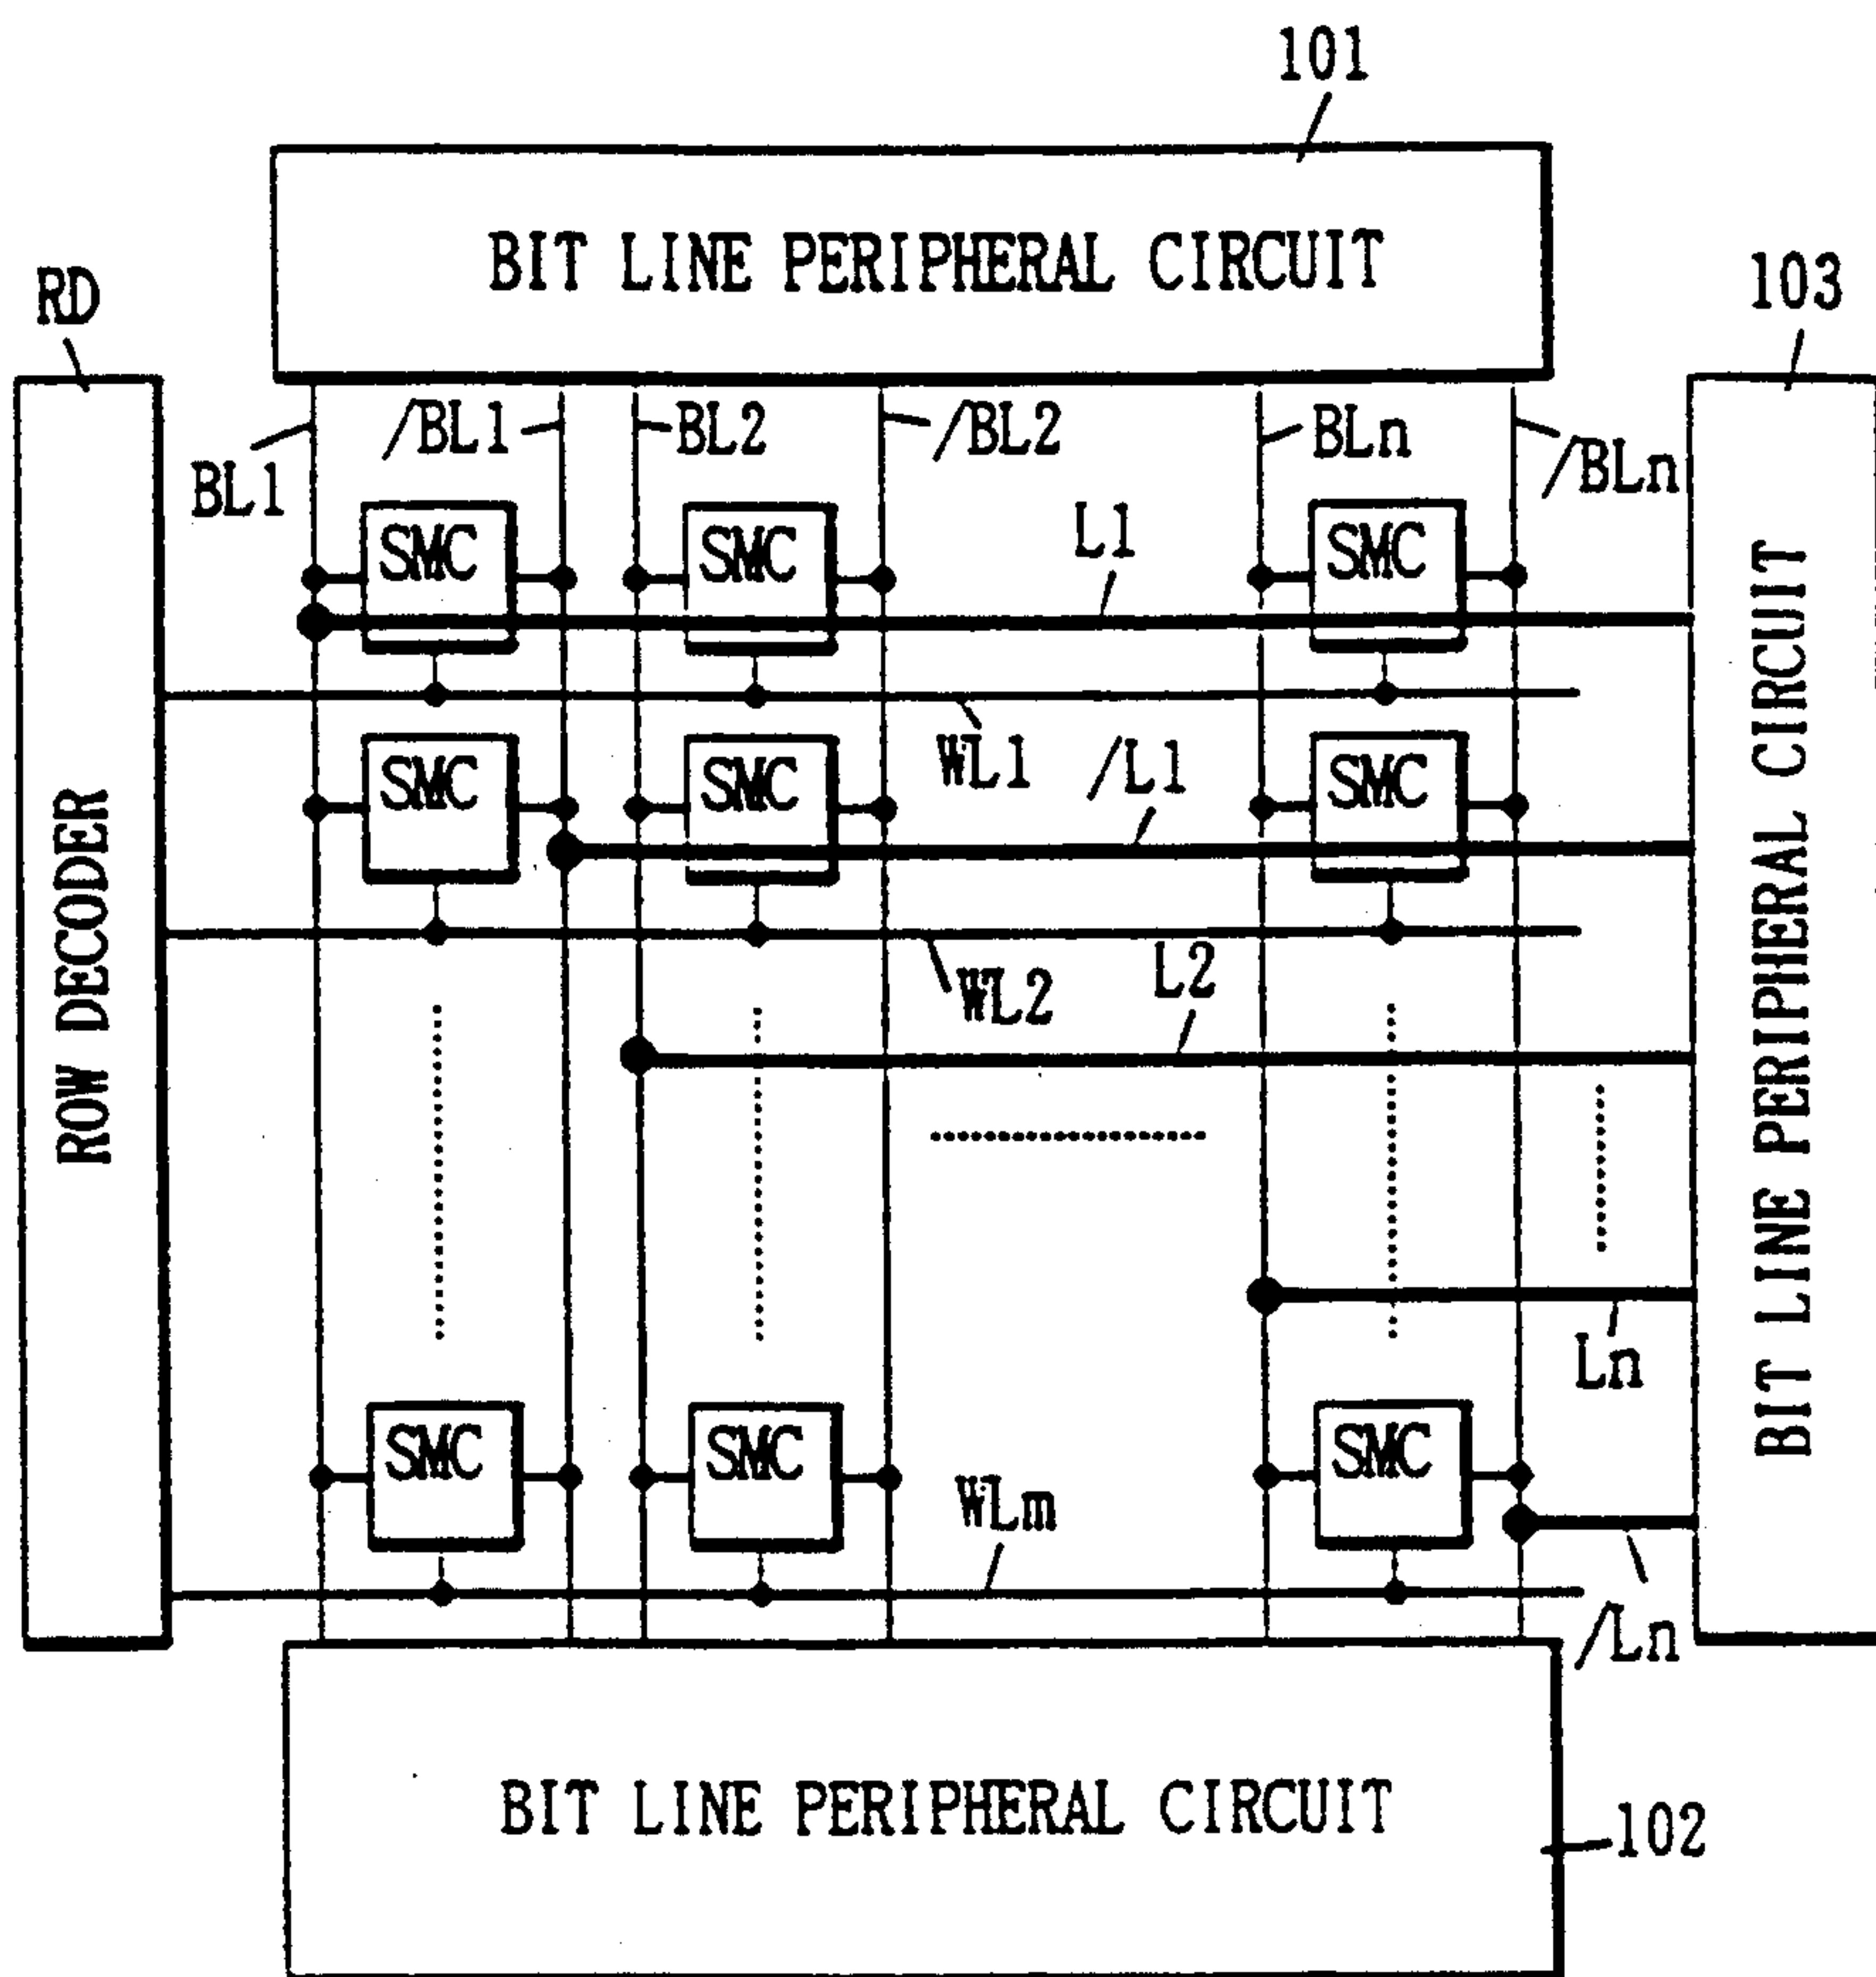 101
BIT LINE PERIPHERAL CIRCUIT
RD
103
BL1
/BL1
BL2
/BL2
BLn
/BLn
SMC
SMC
SMC
L1
WL1
/L1
SMC
SMC
SMC
WL2
L2
ROW DECODER
BIT LINE PERIPHERAL CIRCUIT
Ln
SMC
SMC
SMC
WLm
/Ln
BIT LINE PERIPHERAL CIRCUIT
102